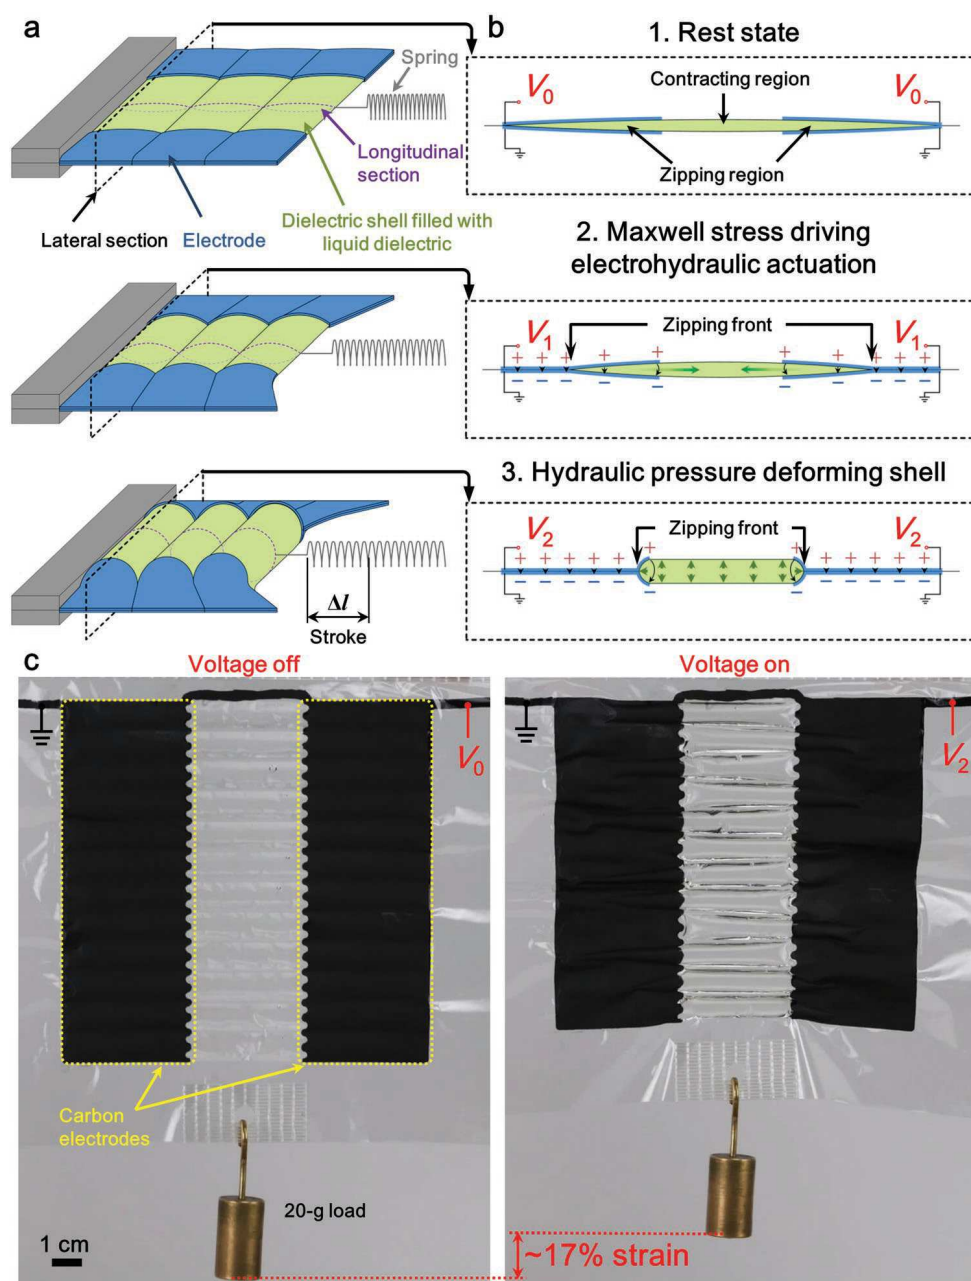 a
Spring
Longitudinal
section
Dielectric shell filled with
liquid dielectric
Lateral section
Electrode
Δl
Stroke
b
1. Rest state
V0
Contracting region
V0
Zipping region
2. Maxwell stress driving
electrohydraulic actuation
V1
Zipping front
V1
+ + + + + + + +
− − − − − − − −
3. Hydraulic pressure deforming shell
V2
Zipping front
V2
+ + + + + + + + + +
− − − − − − − − − −
c
Voltage off
Voltage on
V0
V2
Carbon
electrodes
20-g load
1 cm
~17% strain